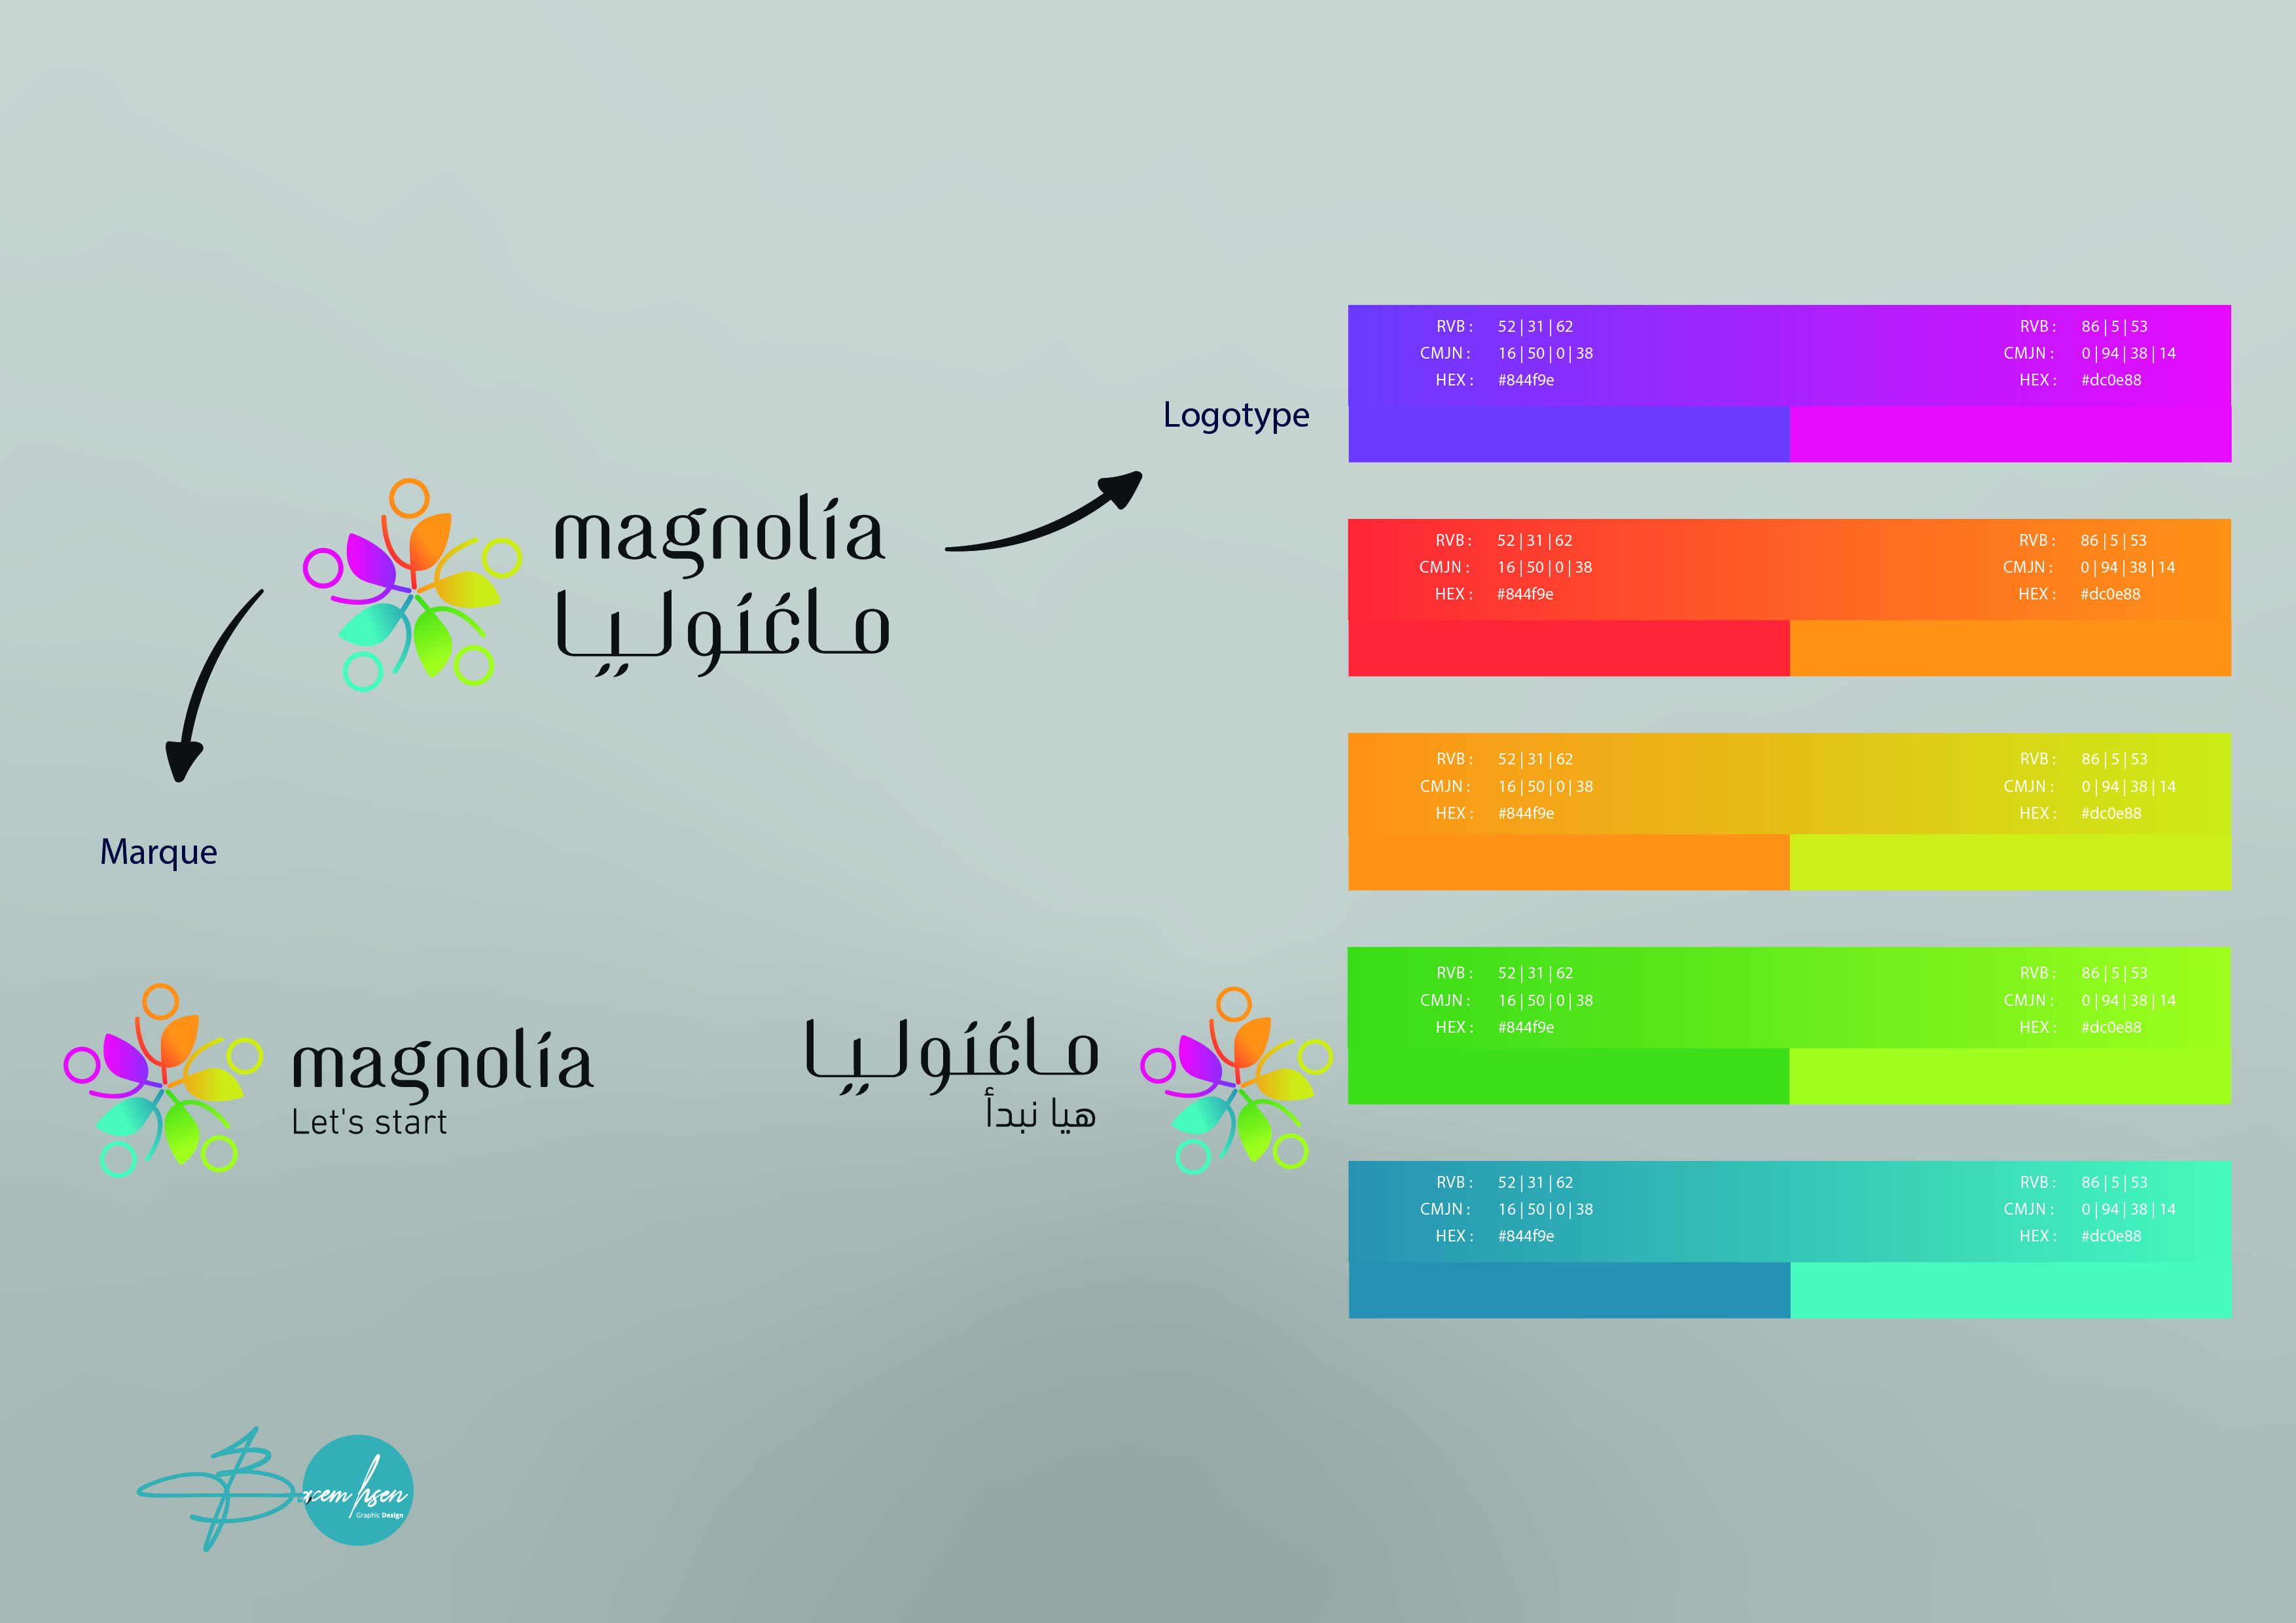 Logotype
magnolia
ماغنوليا
Marque
magnolia
Let's start
ماغنوليا
هيا نبدأ
RVB : 52 | 31 | 62
CMJN : 16 | 50 | 0 | 38
HEX : #844f9e
RVB : 86 | 5 | 53
CMJN : 0 | 94 | 38 | 14
HEX : #dc0e88
RVB : 52 | 31 | 62
CMJN : 16 | 50 | 0 | 38
HEX : #844f9e
RVB : 86 | 5 | 53
CMJN : 0 | 94 | 38 | 14
HEX : #dc0e88
RVB : 52 | 31 | 62
CMJN : 16 | 50 | 0 | 38
HEX : #844f9e
RVB : 86 | 5 | 53
CMJN : 0 | 94 | 38 | 14
HEX : #dc0e88
RVB : 52 | 31 | 62
CMJN : 16 | 50 | 0 | 38
HEX : #844f9e
RVB : 86 | 5 | 53
CMJN : 0 | 94 | 38 | 14
HEX : #dc0e88
RVB : 52 | 31 | 62
CMJN : 16 | 50 | 0 | 38
HEX : #844f9e
RVB : 86 | 5 | 53
CMJN : 0 | 94 | 38 | 14
HEX : #dc0e88
Bacem hsen
Graphic Design